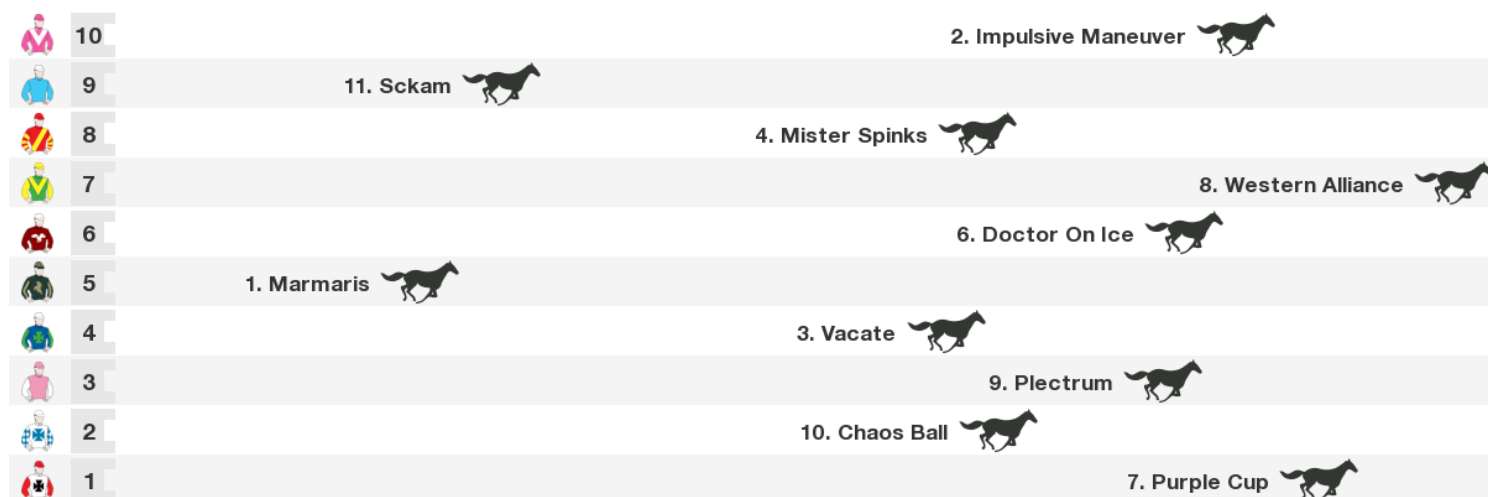 10 2. Impulsive Maneuver
9 11. Sckam
8 4. Mister Spinks
7 8. Western Alliance
6 6. Doctor On Ice
5 1. Marmaris
4 3. Vacate
3 9. Plectrum
2 10. Chaos Ball
1 7. Purple Cup